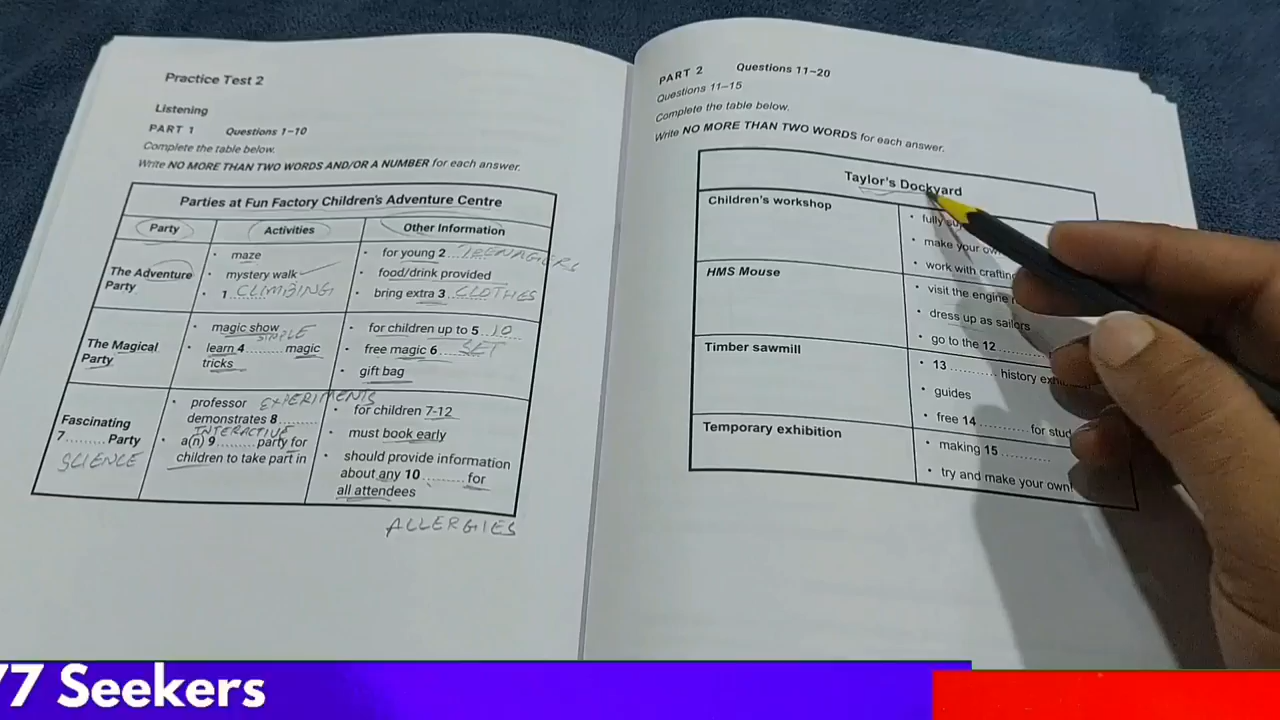 Practice Test 2
Listening
PART 1 Questions 1–10
Complete the table below.
Write NO MORE THAN TWO WORDS AND/OR A NUMBER for each answer.
Parties at Fun Factory Children's Adventure Centre
Party Activities Other Information
The Adventure Party
• maze
• mystery walk ✓
• 1 .......... CLIMBING
• for young 2 .......... TEENAGERS
• food/drink provided
• bring extra 3 .......... CLOTHES
The Magical Party
• magic show
SIMPLE
• learn 4 .......... magic
tricks
• for children up to 5 .......... 10
• free magic 6 .......... SET
• gift bag
Fascinating
7 .......... Party
SCIENCE
• professor EXPERIMENTS
demonstrates 8 ..........
INTERACTIVE
• a(n) 9 .......... party for
children to take part in
• for children 7-12
• must book early
• should provide information
about any 10 .......... for
all attendees
ALLERGIES
PART 2 Questions 11–20
Questions 11–15
Complete the table below.
Write NO MORE THAN TWO WORDS for each answer.
Taylor's Dockyard
Children's workshop
• fully
• make your
• work with
HMS Mouse
• visit the engine
• dress up as sailors
• go to the 12 ..........
Timber sawmill
• 13 .......... history
• guides
• free 14 .......... for
Temporary exhibition
• making 15 ..........
• try and make your own!
77 Seekers